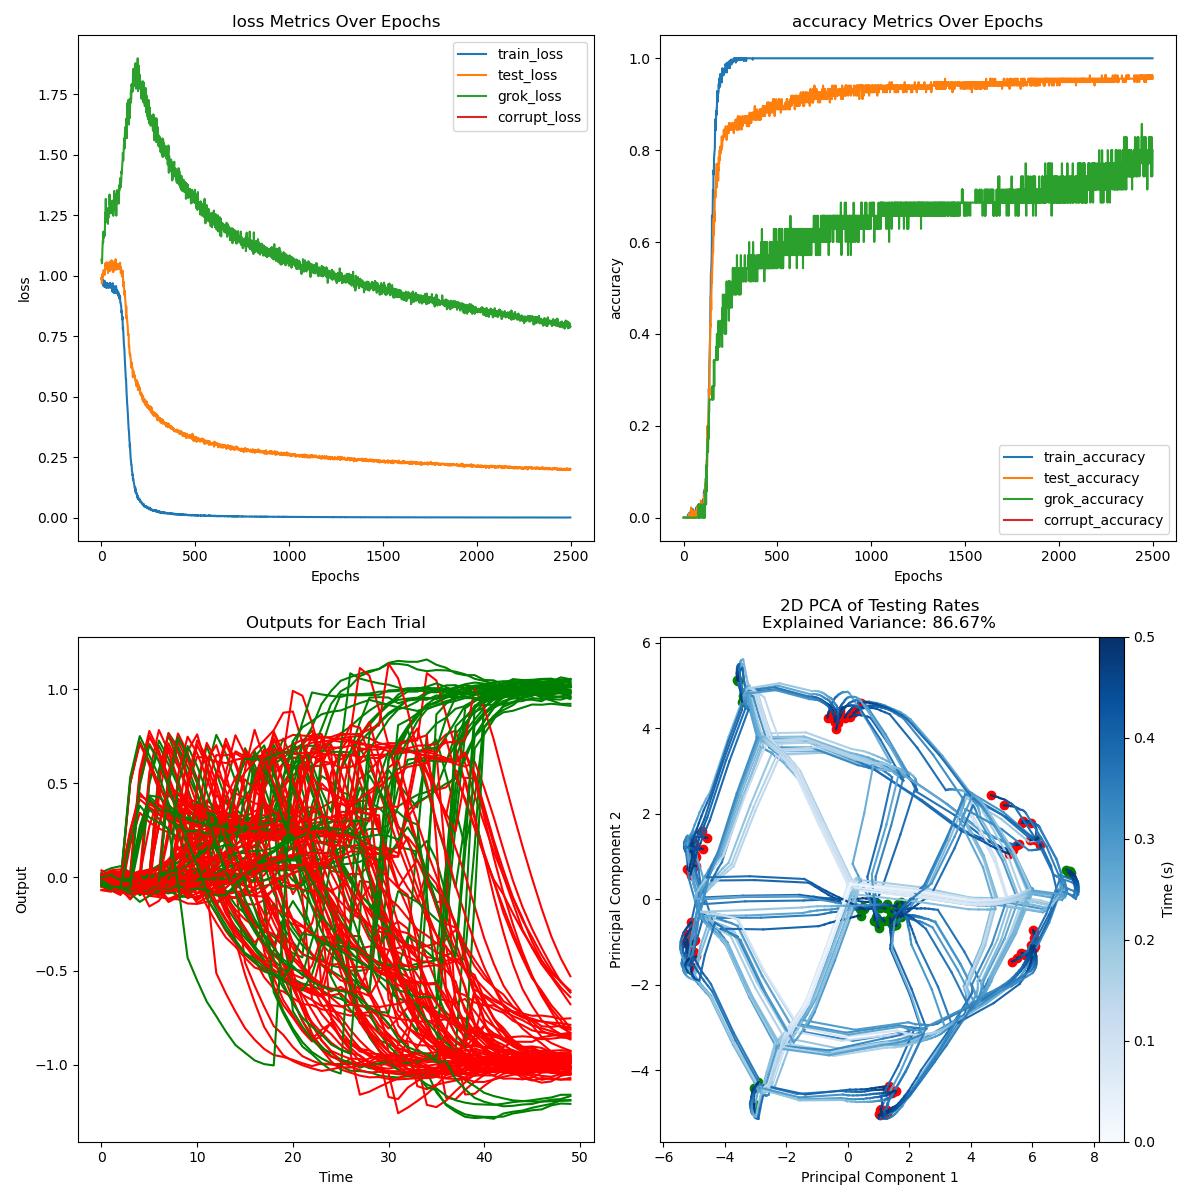 loss Metrics Over Epochs
train_loss
test_loss
grok_loss
corrupt_loss
1.75
1.50
1.25
1.00
0.75
0.50
0.25
0.00
loss
0 500 1000 1500 2000 2500
Epochs
accuracy Metrics Over Epochs
1.0
0.8
0.6
0.4
0.2
0.0
accuracy
train_accuracy
test_accuracy
grok_accuracy
corrupt_accuracy
0 500 1000 1500 2000 2500
Epochs
Outputs for Each Trial
1.0
0.5
0.0
−0.5
−1.0
Output
0 10 20 30 40 50
Time
2D PCA of Testing Rates
Explained Variance: 86.67%
6
4
2
0
−2
−4
Principal Component 2
−6 −4 −2 0 2 4 6 8
Principal Component 1
0.5
0.4
0.3
0.2
0.1
0.0
Time (s)